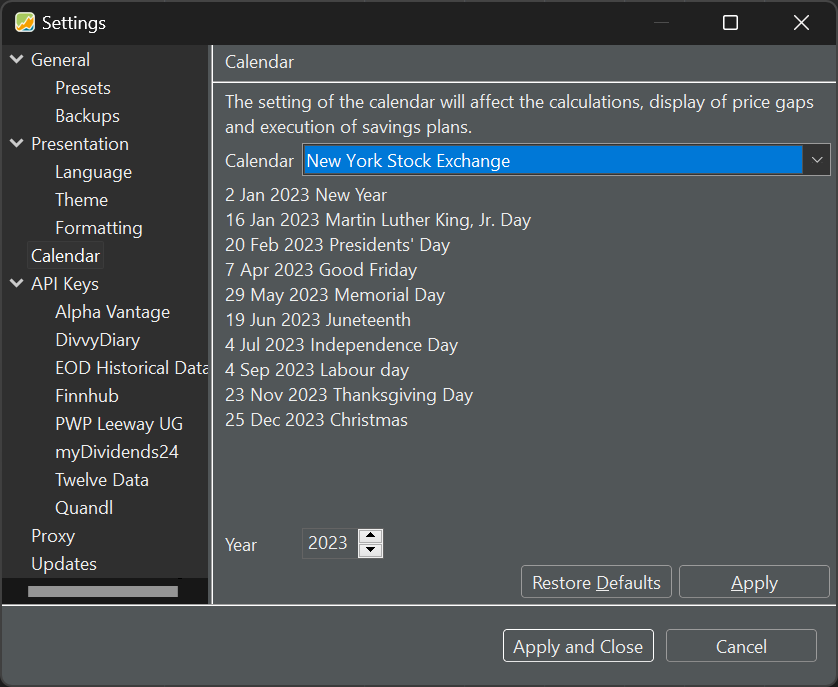 Settings
General
Presets
Backups
Presentation
Language
Theme
Formatting
Calendar
API Keys
Alpha Vantage
DivvyDiary
EOD Historical Data
Finnhub
PWP Leeway UG
myDividends24
Twelve Data
Quandl
Proxy
Updates
Calendar
The setting of the calendar will affect the calculations, display of price gaps
and execution of savings plans.
Calendar New York Stock Exchange
2 Jan 2023 New Year
16 Jan 2023 Martin Luther King, Jr. Day
20 Feb 2023 Presidents' Day
7 Apr 2023 Good Friday
29 May 2023 Memorial Day
19 Jun 2023 Juneteenth
4 Jul 2023 Independence Day
4 Sep 2023 Labour day
23 Nov 2023 Thanksgiving Day
25 Dec 2023 Christmas
Year 2023
Restore Defaults Apply
Apply and Close Cancel